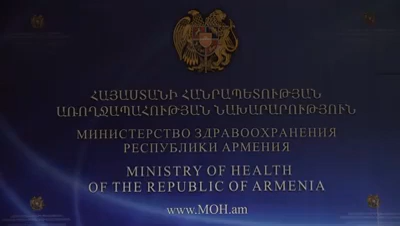 ՀԱՅԱՍՏԱՆԻ ՀԱՆՐԱՊԵՏՈՒԹՅԱՆ
ԱՌՈՂՋԱՊԱՀՈՒԹՅԱՆ ՆԱԽԱՐԱՐՈՒԹՅՈՒՆ
МИНИСТЕРСТВО ЗДРАВООХРАНЕНИЯ
РЕСПУБЛИКИ АРМЕНИЯ
MINISTRY OF HEALTH
OF THE REPUBLIC OF ARMENIA
www.MOH.am